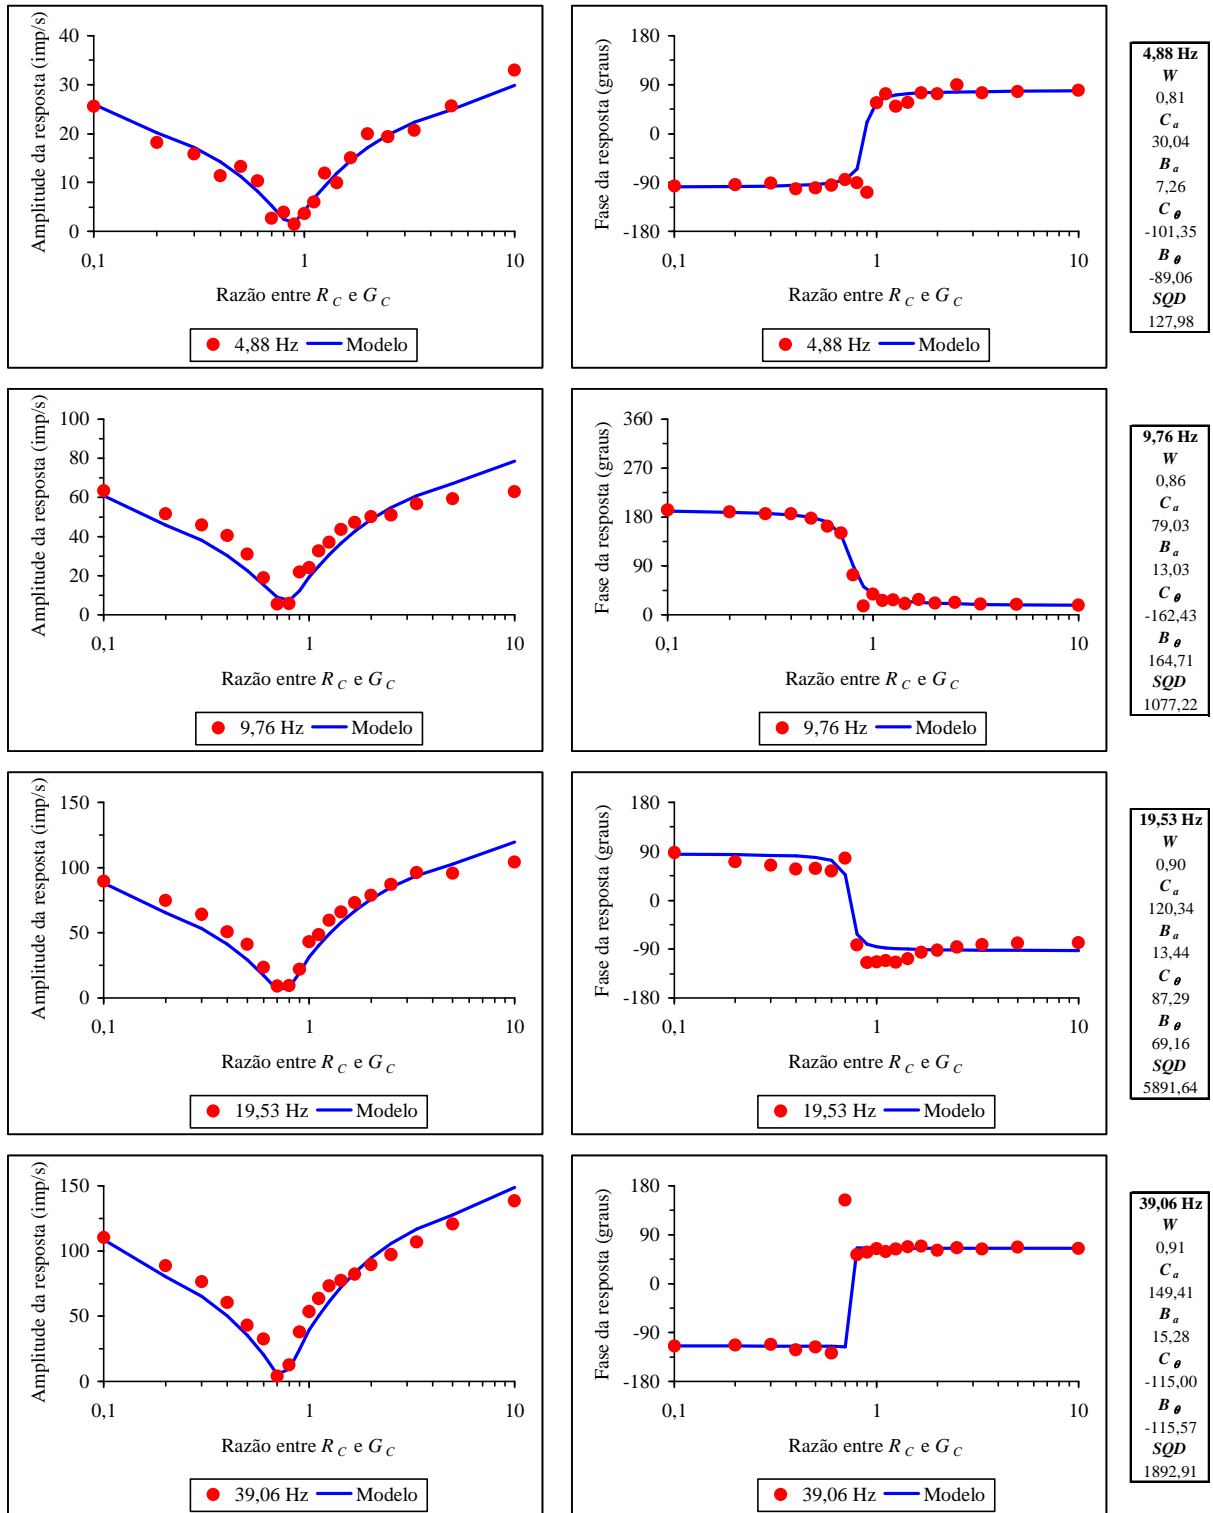 Amplitude da resposta (imp/s)
40
30
20
10
0
0,1 1 10
Razão entre R C e G C
4,88 Hz Modelo
Fase da resposta (graus)
180
90
0
-90
-180
0,1 1 10
Razão entre R C e G C
4,88 Hz Modelo
4,88 Hz
W
0,81
C a
30,04
B a
7,26
C θ
-101,35
B θ
-89,06
SQD
127,98
Amplitude da resposta (imp/s)
100
80
60
40
20
0
0,1 1 10
Razão entre R C e G C
9,76 Hz Modelo
Fase da resposta (graus)
360
270
180
90
0
0,1 1 10
Razão entre R C e G C
9,76 Hz Modelo
9,76 Hz
W
0,86
C a
79,03
B a
13,03
C θ
-162,43
B θ
164,71
SQD
1077,22
Amplitude da resposta (imp/s)
150
100
50
0
0,1 1 10
Razão entre R C e G C
19,53 Hz Modelo
Fase da resposta (graus)
180
90
0
-90
-180
0,1 1 10
Razão entre R C e G C
19,53 Hz Modelo
19,53 Hz
W
0,90
C a
120,34
B a
13,44
C θ
87,29
B θ
69,16
SQD
5891,64
Amplitude da resposta (imp/s)
150
100
50
0
0,1 1 10
Razão entre R C e G C
39,06 Hz Modelo
Fase da resposta (graus)
180
90
0
-90
-180
0,1 1 10
Razão entre R C e G C
39,06 Hz Modelo
39,06 Hz
W
0,91
C a
149,41
B a
15,28
C θ
-115,00
B θ
-115,57
SQD
1892,91